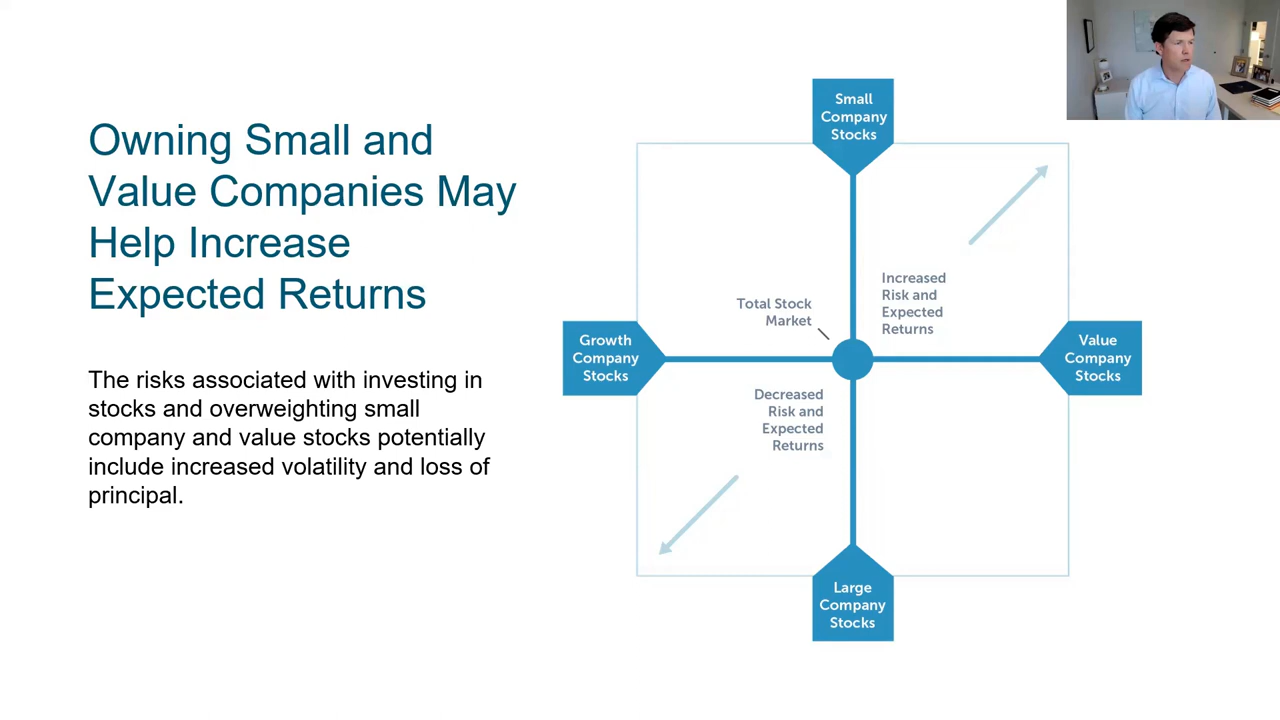 Owning Small and
Value Companies May
Help Increase
Expected Returns
The risks associated with investing in
stocks and overweighting small
company and value stocks potentially
include increased volatility and loss of
principal.
Small
Company
Stocks
Increased
Risk and
Expected
Returns
Total Stock
Market
Growth
Company
Stocks
Value
Company
Stocks
Decreased
Risk and
Expected
Returns
Large
Company
Stocks